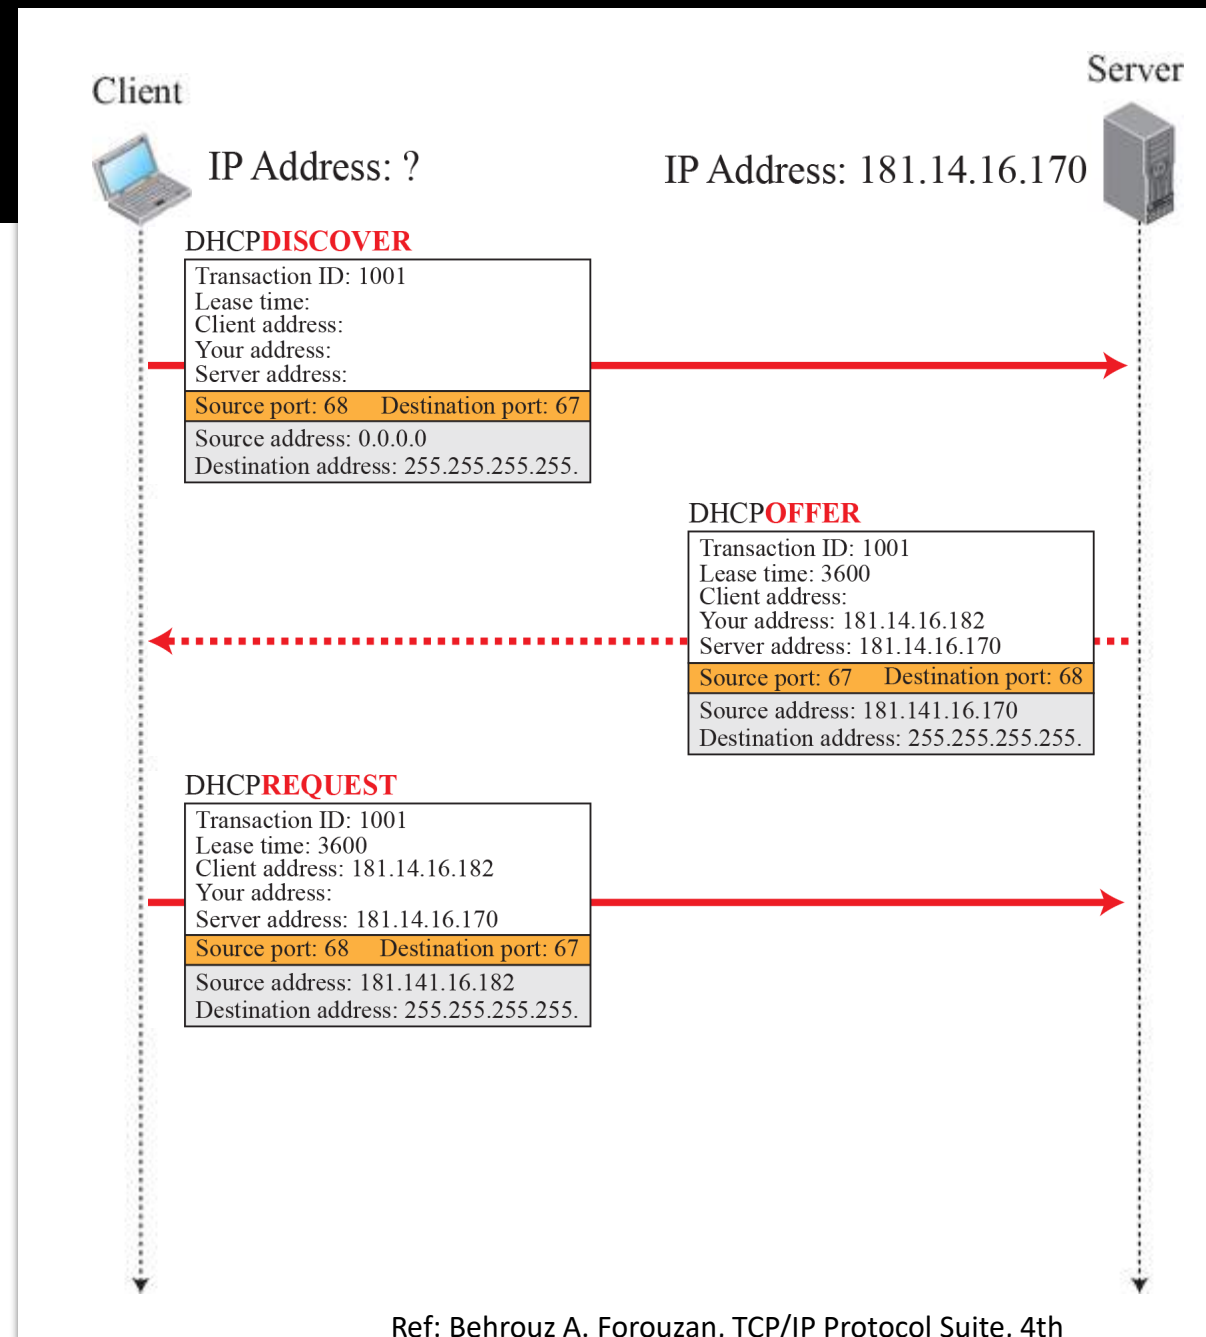 Client
Server
IP Address: ?
IP Address: 181.14.16.170
DHCPDISCOVER
Transaction ID: 1001
Lease time:
Client address:
Your address:
Server address:
Source port: 68 Destination port: 67
Source address: 0.0.0.0
Destination address: 255.255.255.255.
DHCPOFFER
Transaction ID: 1001
Lease time: 3600
Client address:
Your address: 181.14.16.182
Server address: 181.14.16.170
Source port: 67 Destination port: 68
Source address: 181.141.16.170
Destination address: 255.255.255.255.
DHCPREQUEST
Transaction ID: 1001
Lease time: 3600
Client address: 181.14.16.182
Your address:
Server address: 181.14.16.170
Source port: 68 Destination port: 67
Source address: 181.141.16.182
Destination address: 255.255.255.255.
Ref: Behrouz A. Forouzan. TCP/IP Protocol Suite. 4th